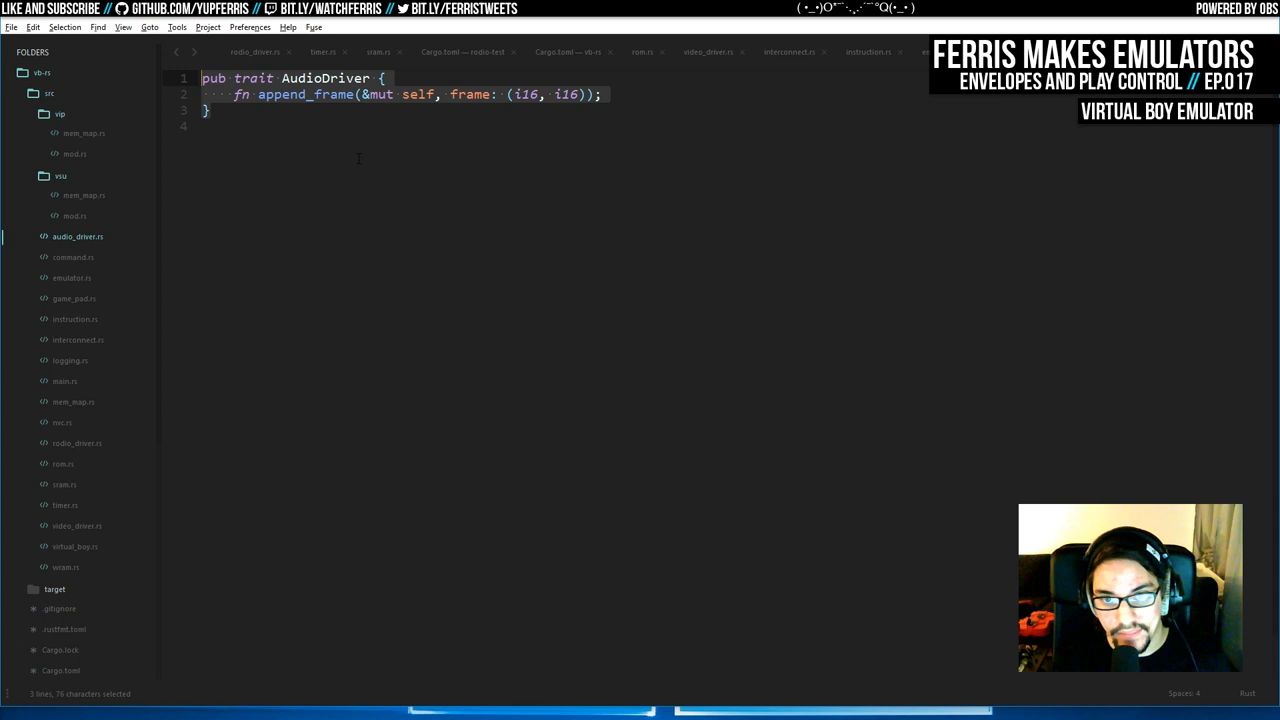 LIKE AND SUBSCRIBE // GITHUB.COM/YUPFERRIS // BIT.LY/WATCHFERRIS // BIT.LY/FERRISTWEETS
POWERED BY OBS
File Edit Selection Find View Goto Tools Project Preferences Help Fuse
FOLDERS
vb-rs
src
vip
mem_map.rs
mod.rs
vsu
mem_map.rs
mod.rs
audio_driver.rs
command.rs
emulator.rs
game_pad.rs
instruction.rs
interconnect.rs
logging.rs
main.rs
mem_map.rs
nvc.rs
rodio_driver.rs
rom.rs
sram.rs
timer.rs
video_driver.rs
virtual_boy.rs
wram.rs
target
.gitignore
.rustfmt.toml
Cargo.lock
Cargo.toml
rodio_driver.rs × timer.rs × sram.rs × Cargo.toml — rodio-test × Cargo.toml — vb-rs × rom.rs × video_driver.rs × interconnect.rs × instruction.rs ×
1 pub trait AudioDriver {
2 fn append_frame(&mut self, frame: (i16, i16));
3 }
4
FERRIS MAKES EMULATORS
ENVELOPES AND PLAY CONTROL // EP.017
VIRTUAL BOY EMULATOR
3 lines, 76 characters selected
Spaces: 4
Rust